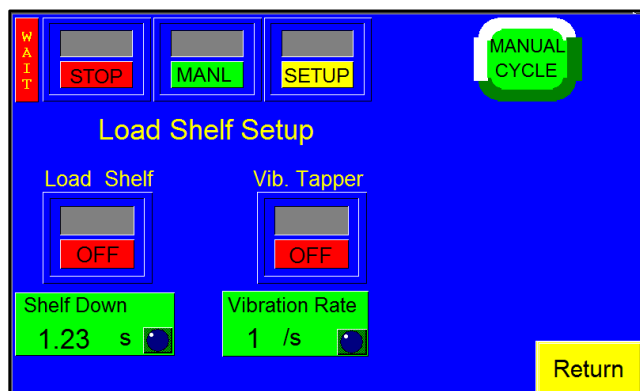 WAIT
STOP
MANL
SETUP
MANUAL
CYCLE
Load Shelf Setup
Load Shelf
Vib. Tapper
OFF
OFF
Shelf Down
1.23 s
Vibration Rate
1 /s
Return